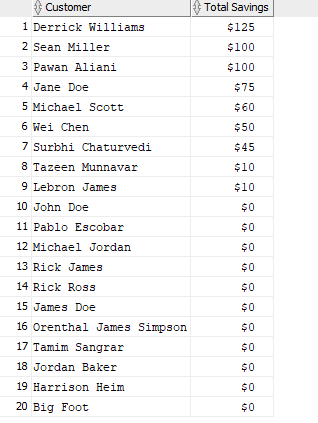 Customer Total Savings
1 Derrick Williams $125
2 Sean Miller $100
3 Pawan Aliani $100
4 Jane Doe $75
5 Michael Scott $60
6 Wei Chen $50
7 Surbhi Chaturvedi $45
8 Tazeen Munnavar $10
9 Lebron James $10
10 John Doe $0
11 Pablo Escobar $0
12 Michael Jordan $0
13 Rick James $0
14 Rick Ross $0
15 James Doe $0
16 Orenthal James Simpson $0
17 Tamim Sangrar $0
18 Jordan Baker $0
19 Harrison Heim $0
20 Big Foot $0